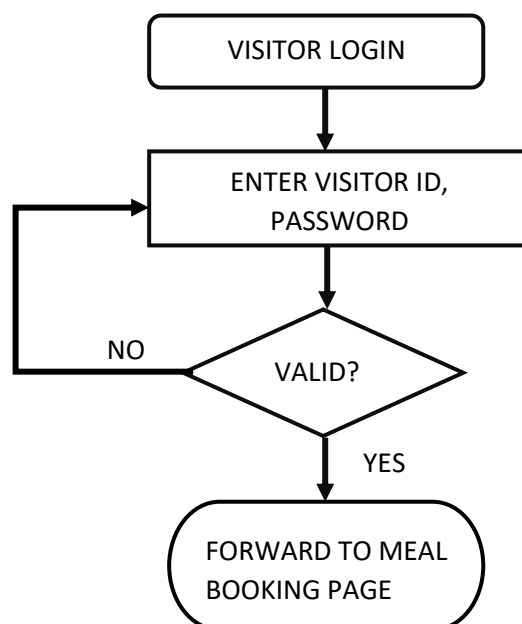 VISITOR LOGIN
ENTER VISITOR ID,
PASSWORD
NO
VALID?
YES
FORWARD TO MEAL
BOOKING PAGE